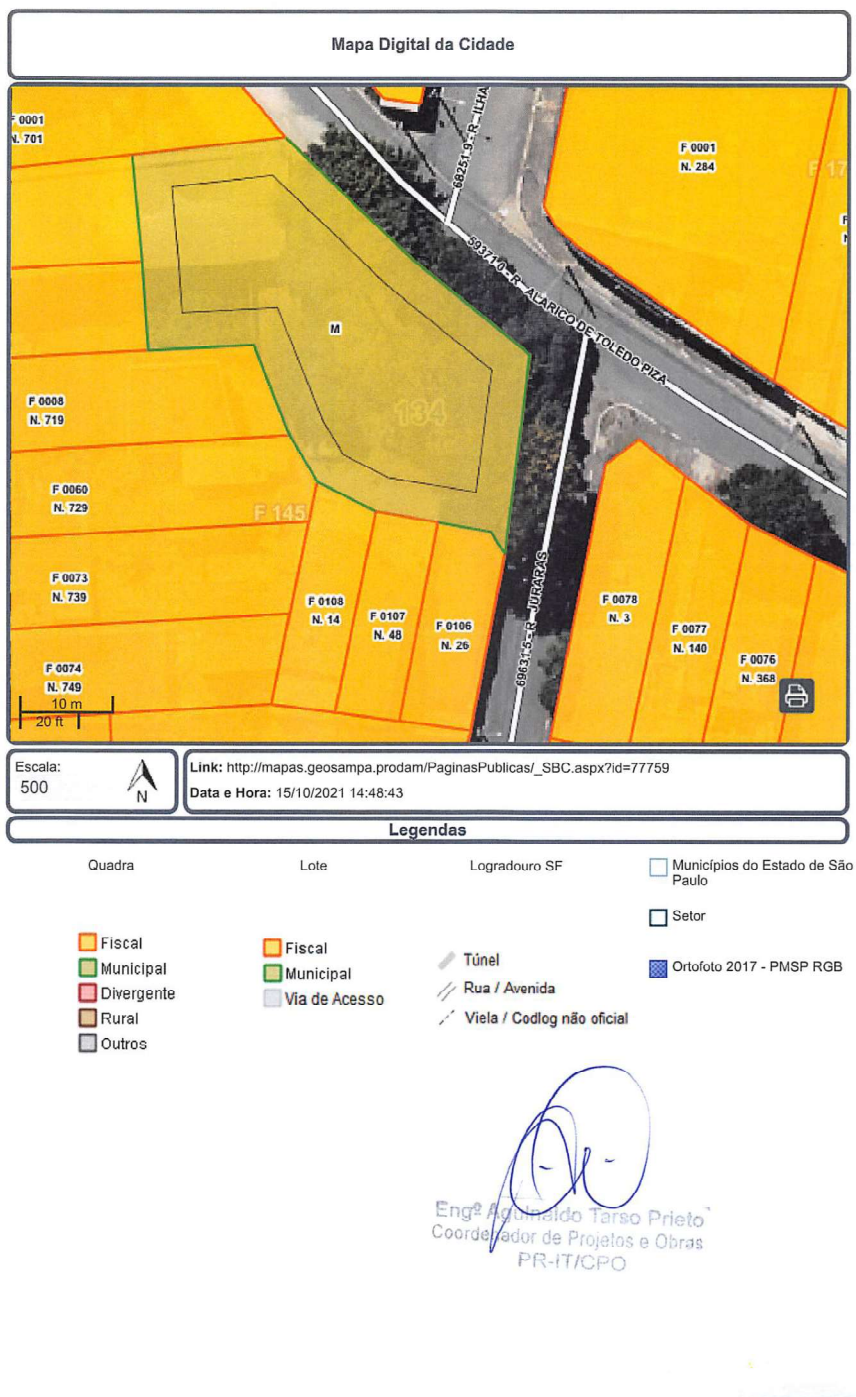 Mapa Digital da Cidade
F 0001
N. 701
68251.9 - R - ILHA
F 0001
N. 284
F 17
59371.0 - R - ALARICO DE TOLEDO PIZA
M
134
F 0008
N. 719
F 0060
N. 729
F 145
F 0073
N. 739
F 0108
N. 14
F 0107
N. 48
F 0106
N. 26
69631.5 - R - JURARAS
F 0078
N. 3
F 0077
N. 140
F 0076
N. 368
F 0074
N. 749
10 m
20 ft
Escala:
500
N
Link: http://mapas.geosampa.prodam/PaginasPublicas/_SBC.aspx?id=77759
Data e Hora: 15/10/2021 14:48:43
Legendas
Quadra
Fiscal
Municipal
Divergente
Rural
Outros
Lote
Fiscal
Municipal
Via de Acesso
Logradouro SF
Túnel
Rua / Avenida
Viela / Codlog não oficial
Municípios do Estado de São
Paulo
Setor
Ortofoto 2017 - PMSP RGB
Engº Aguinaldo Tarso Prieto
Coordenador de Projetos e Obras
PR-IT/CPO